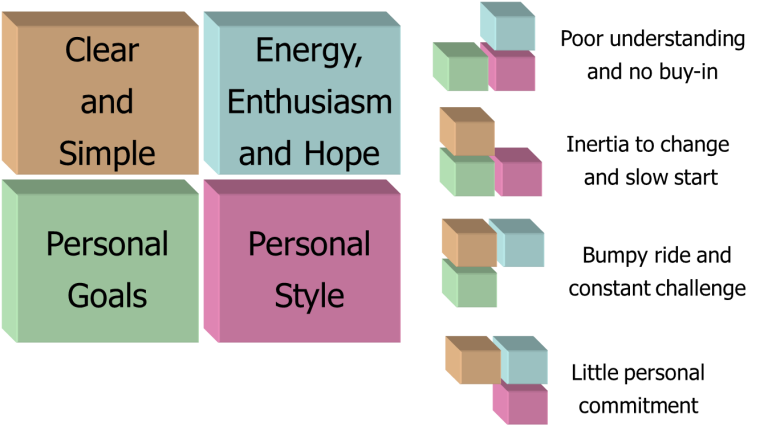 Clear
and
Simple
Energy,
Enthusiasm
and Hope
Personal
Goals
Personal
Style
Poor understanding
and no buy-in
Inertia to change
and slow start
Bumpy ride and
constant challenge
Little personal
commitment